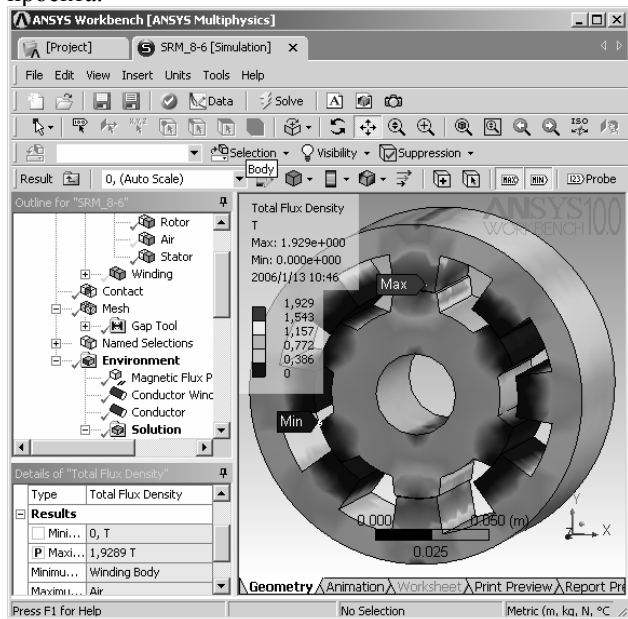 проекта.
ANSYS Workbench [ANSYS Multiphysics]
[Project]
SRM_8-6 [Simulation]
File Edit View Insert Units Tools Help
Data Solve
ISO
Selection Visibility Suppression
Body
Result 0, (Auto Scale) MAX MIN Probe
Outline for "SRM_8-6"
Rotor
Air
Stator
Winding
Contact
Mesh
Gap Tool
Named Selections
Environment
Magnetic Flux P
Conductor Winc
Conductor
Solution
Details of "Total Flux Density"
Type Total Flux Density
Results
Mini... 0, T
P Maxi... 1,9289 T
Minimu... Winding Body
Maximu... Air
Total Flux Density
T
Max: 1.929e+000
Min: 0.000e+000
2006/1/13 10:46
1,929
1,543
1,157
0,772
0,386
0
ANSYS 10.0
WORKBENCH
Max
Min
0.000 0.050 (m)
0.025
Y
X
Geometry Animation Worksheet Print Preview Report Pre
Press F1 for Help No Selection Metric (m, kg, N, °C